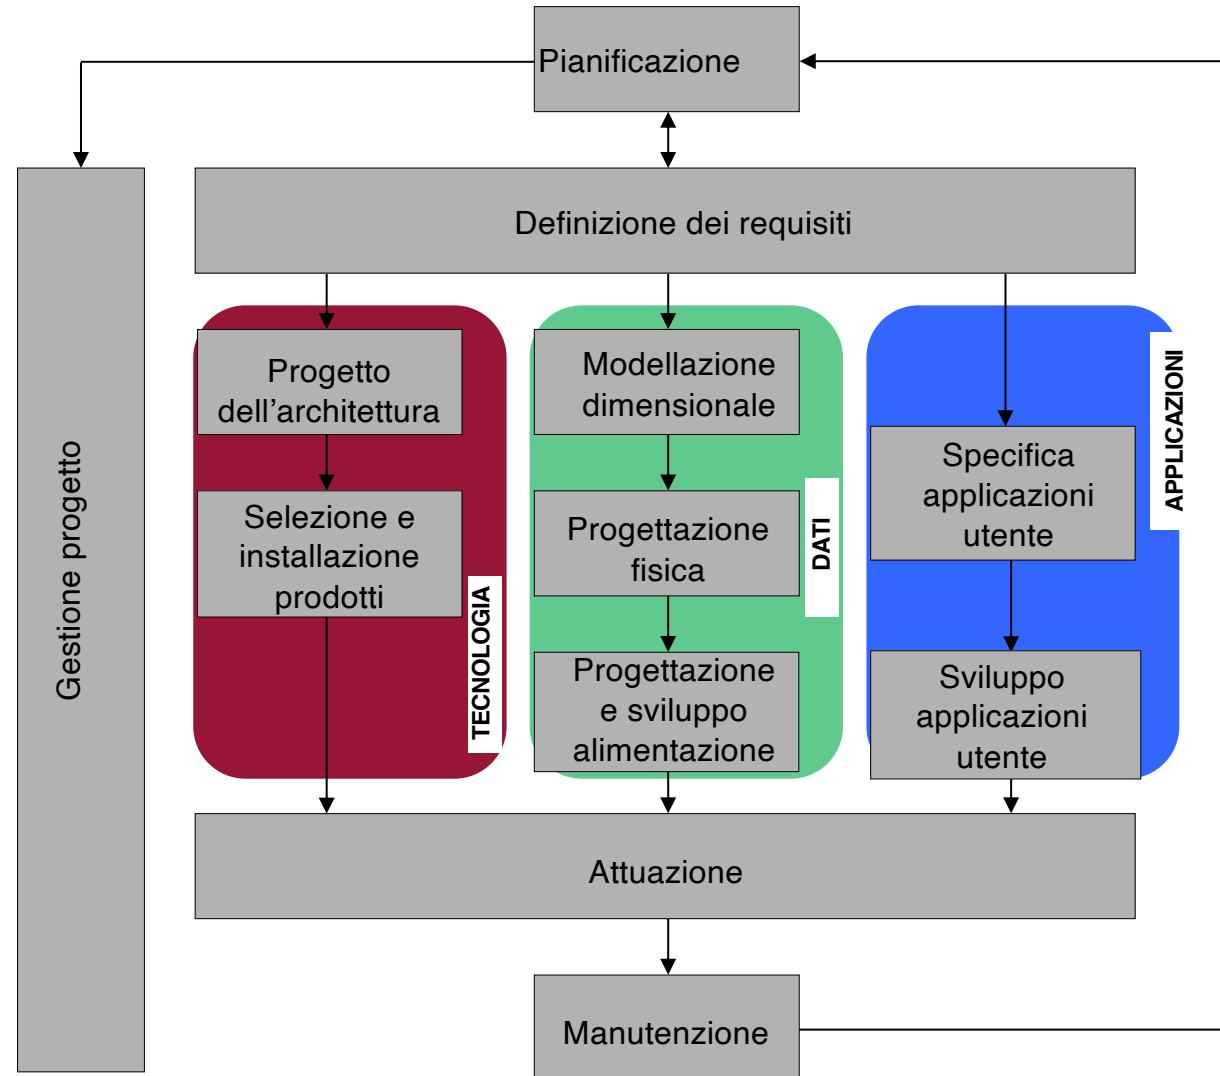 Pianificazione
Definizione dei requisiti
Gestione progetto
Progetto
dell’architettura
Selezione e
installazione
prodotti
TECNOLOGIA
Modellazione
dimensionale
Progettazione
fisica
Progettazione
e sviluppo
alimentazione
DATI
Specifica
applicazioni
utente
Sviluppo
applicazioni
utente
APPLICAZIONI
Attuazione
Manutenzione